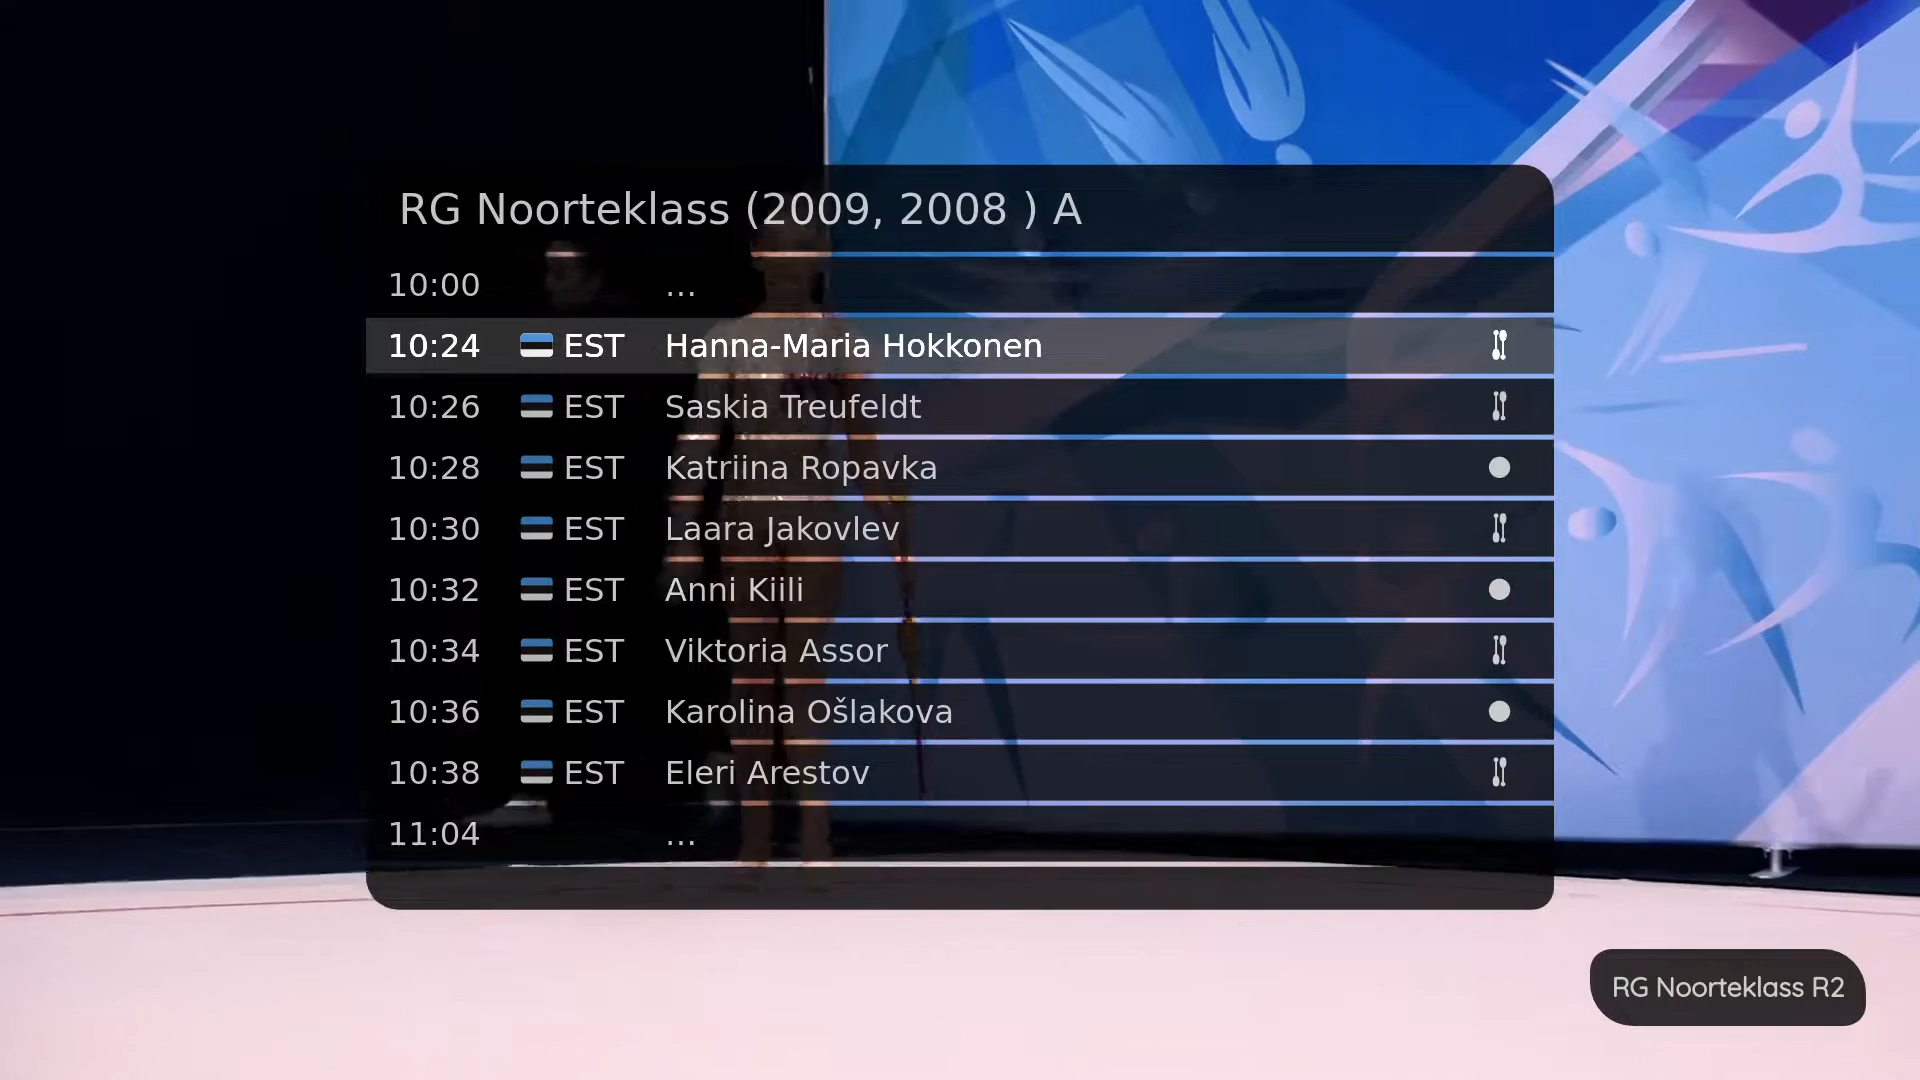 RG Noorteklass (2009, 2008 ) A
10:00 ...
10:24 EST Hanna-Maria Hokkonen
10:26 EST Saskia Treufeldt
10:28 EST Katriina Ropavka
10:30 EST Laara Jakovlev
10:32 EST Anni Kiili
10:34 EST Viktoria Assor
10:36 EST Karolina Ošlakova
10:38 EST Eleri Arestov
11:04 ...
RG Noorteklass R2